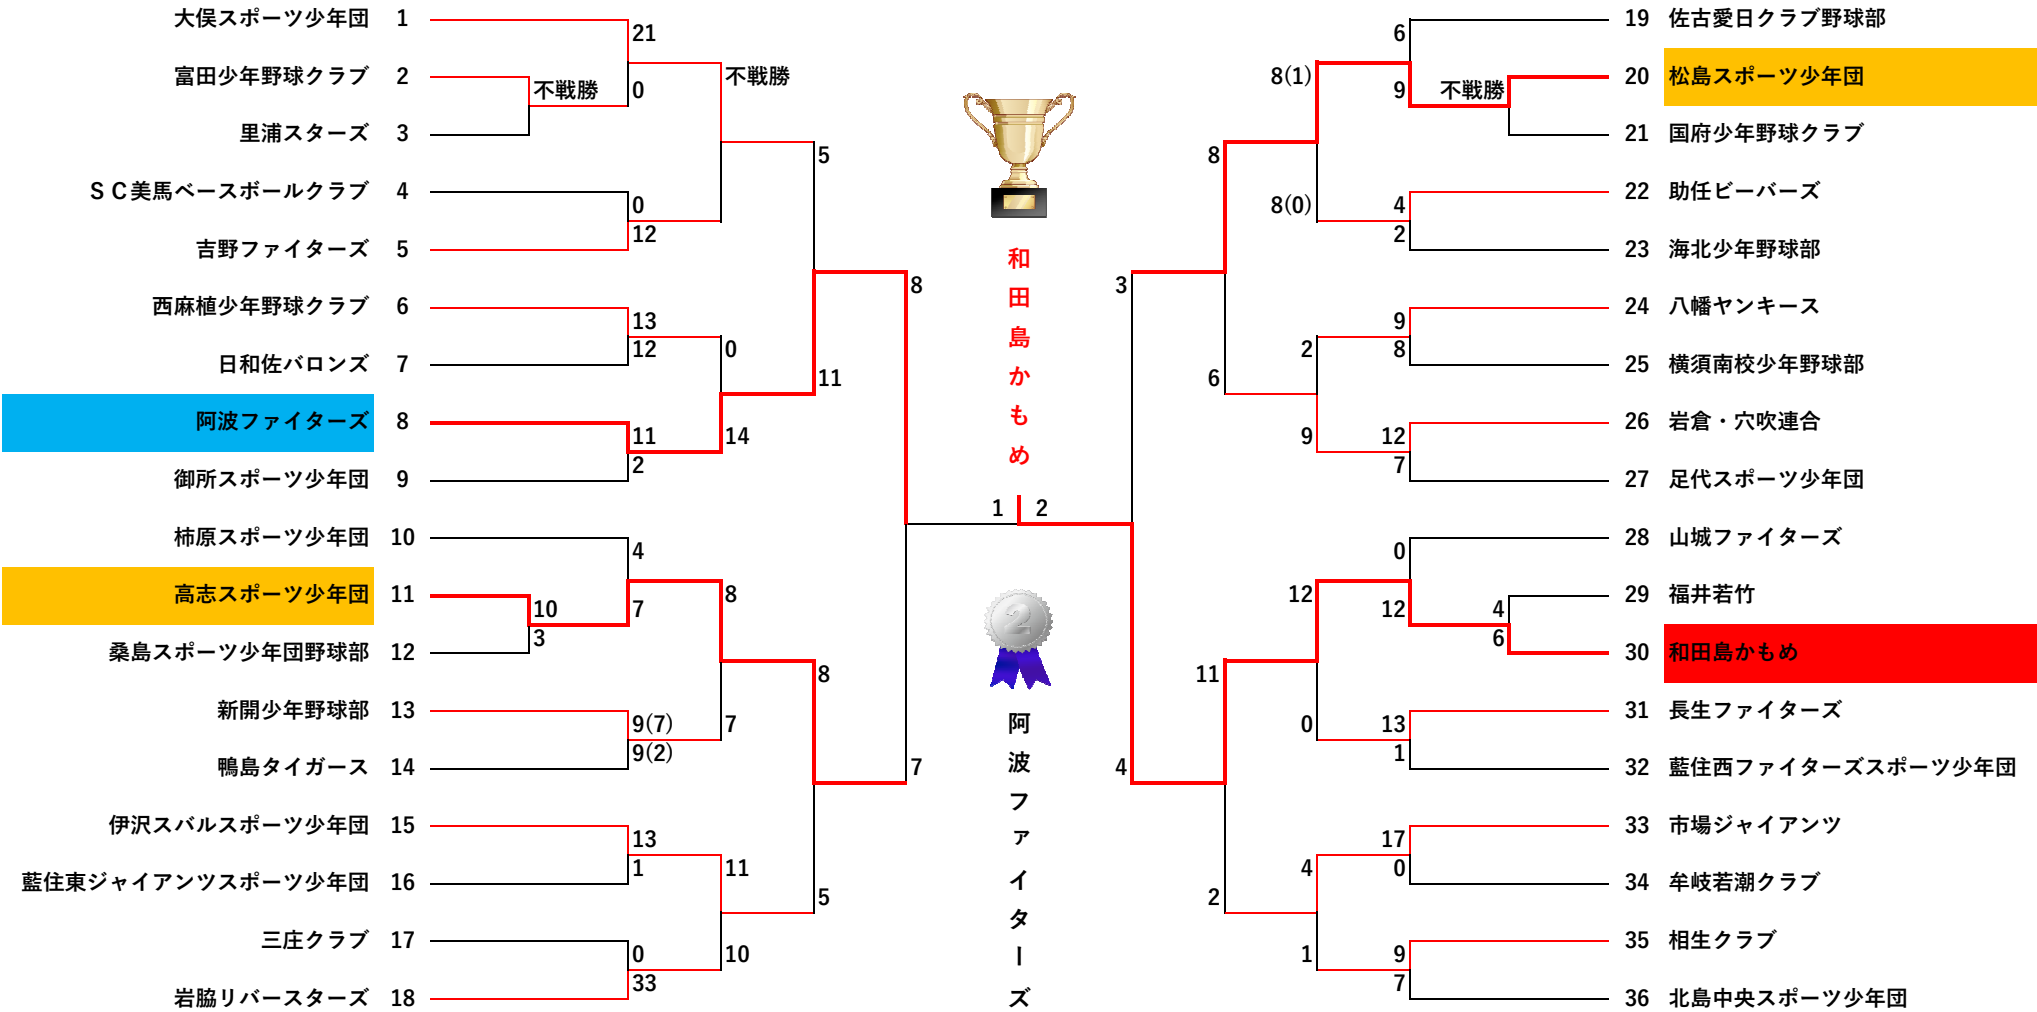 大俣スポーツ少年団 1
富田少年野球クラブ 2
里浦スターズ 3
ＳＣ美馬ベースボールクラブ 4
吉野ファイターズ 5
西麻植少年野球クラブ 6
日和佐バロンズ 7
阿波ファイターズ 8
御所スポーツ少年団 9
柿原スポーツ少年団 10
高志スポーツ少年団 11
桑島スポーツ少年団野球部 12
新開少年野球部 13
鴨島タイガース 14
伊沢スバルスポーツ少年団 15
藍住東ジャイアンツスポーツ少年団 16
三庄クラブ 17
岩脇リバースターズ 18
不戦勝
10
3
21
0
0
12
13
12
11
2
4
7
9(7)
9(2)
13
1
0
33
不戦勝
0
14
8
7
11
10
5
11
8
5
8
7
1
2
和田島かもめ
阿波ファイターズ
3
4
8
6
11
2
8(1)
8(0)
2
9
12
0
4
1
6
9
4
2
9
8
12
7
0
12
13
1
17
0
9
7
不戦勝
4
6
19 佐古愛日クラブ野球部
20 松島スポーツ少年団
21 国府少年野球クラブ
22 助任ビーバーズ
23 海北少年野球部
24 八幡ヤンキース
25 横須南校少年野球部
26 岩倉・穴吹連合
27 足代スポーツ少年団
28 山城ファイターズ
29 福井若竹
30 和田島かもめ
31 長生ファイターズ
32 藍住西ファイターズスポーツ少年団
33 市場ジャイアンツ
34 牟岐若潮クラブ
35 相生クラブ
36 北島中央スポーツ少年団
2